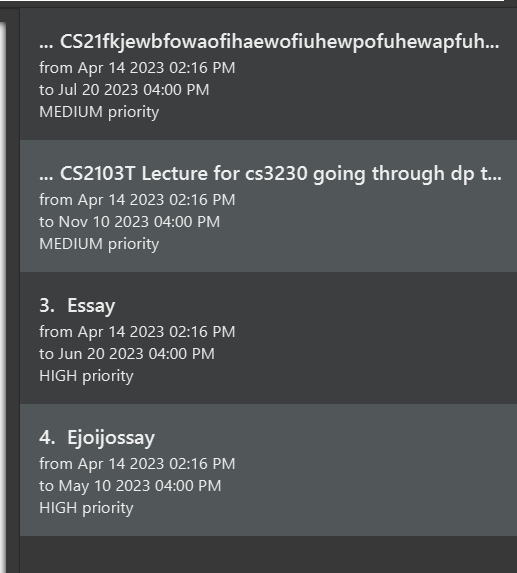 ... CS21fkjewbfowaofihaewofiuhewpofuhewapfuh...
from Apr 14 2023 02:16 PM
to Jul 20 2023 04:00 PM
MEDIUM priority
... CS2103T Lecture for cs3230 going through dp t...
from Apr 14 2023 02:16 PM
to Nov 10 2023 04:00 PM
MEDIUM priority
3. Essay
from Apr 14 2023 02:16 PM
to Jun 20 2023 04:00 PM
HIGH priority
4. Ejoijossay
from Apr 14 2023 02:16 PM
to May 10 2023 04:00 PM
HIGH priority